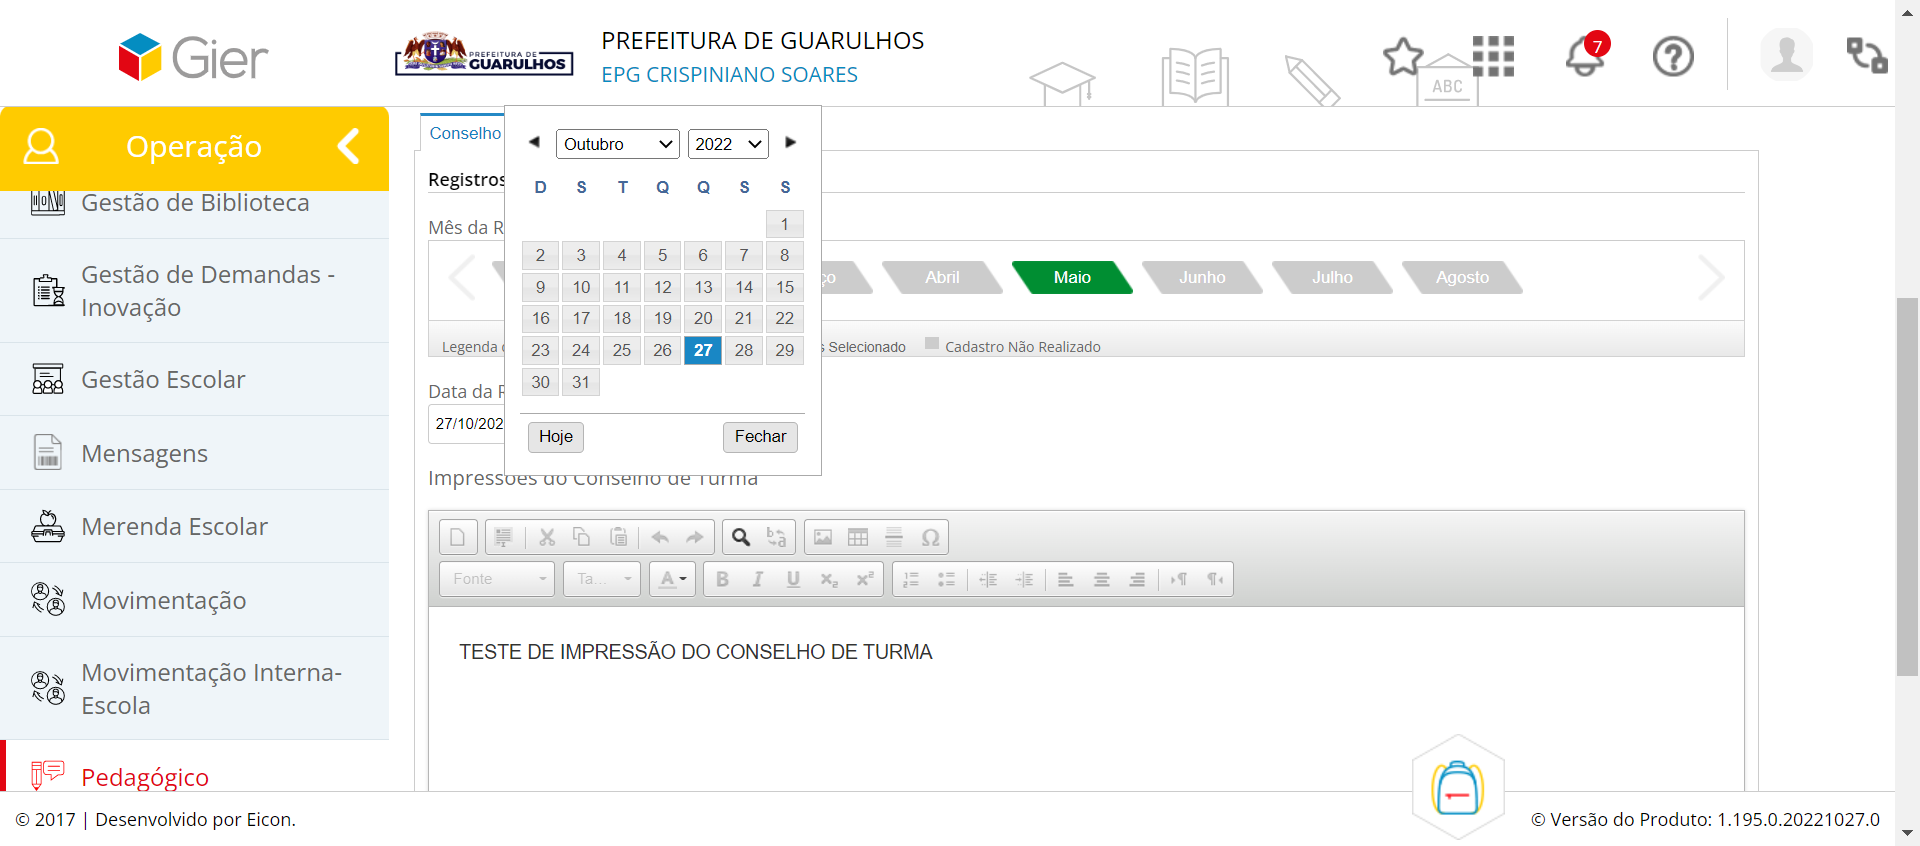 Gier
PREFEITURA DE
GUARULHOS
PREFEITURA DE GUARULHOS
EPG CRISPINIANO SOARES
ABC
7
Operação
Gestão de Biblioteca
Gestão de Demandas -
Inovação
Gestão Escolar
Mensagens
Merenda Escolar
Movimentação
Movimentação Interna-
Escola
Pedagógico
Conselho
Registros
Mês da R
Abril
Maio
Junho
Julho
Agosto
Legenda
s Selecionado
Cadastro Não Realizado
Data da R
27/10/202
Outubro
2022
D S T Q Q S S
1
2 3 4 5 6 7 8
9 10 11 12 13 14 15
16 17 18 19 20 21 22
23 24 25 26 27 28 29
30 31
Hoje
Fechar
Impressões do Conselho de Turma
Fonte
Ta...
TESTE DE IMPRESSÃO DO CONSELHO DE TURMA
© 2017 | Desenvolvido por Eicon.
© Versão do Produto: 1.195.0.20221027.0